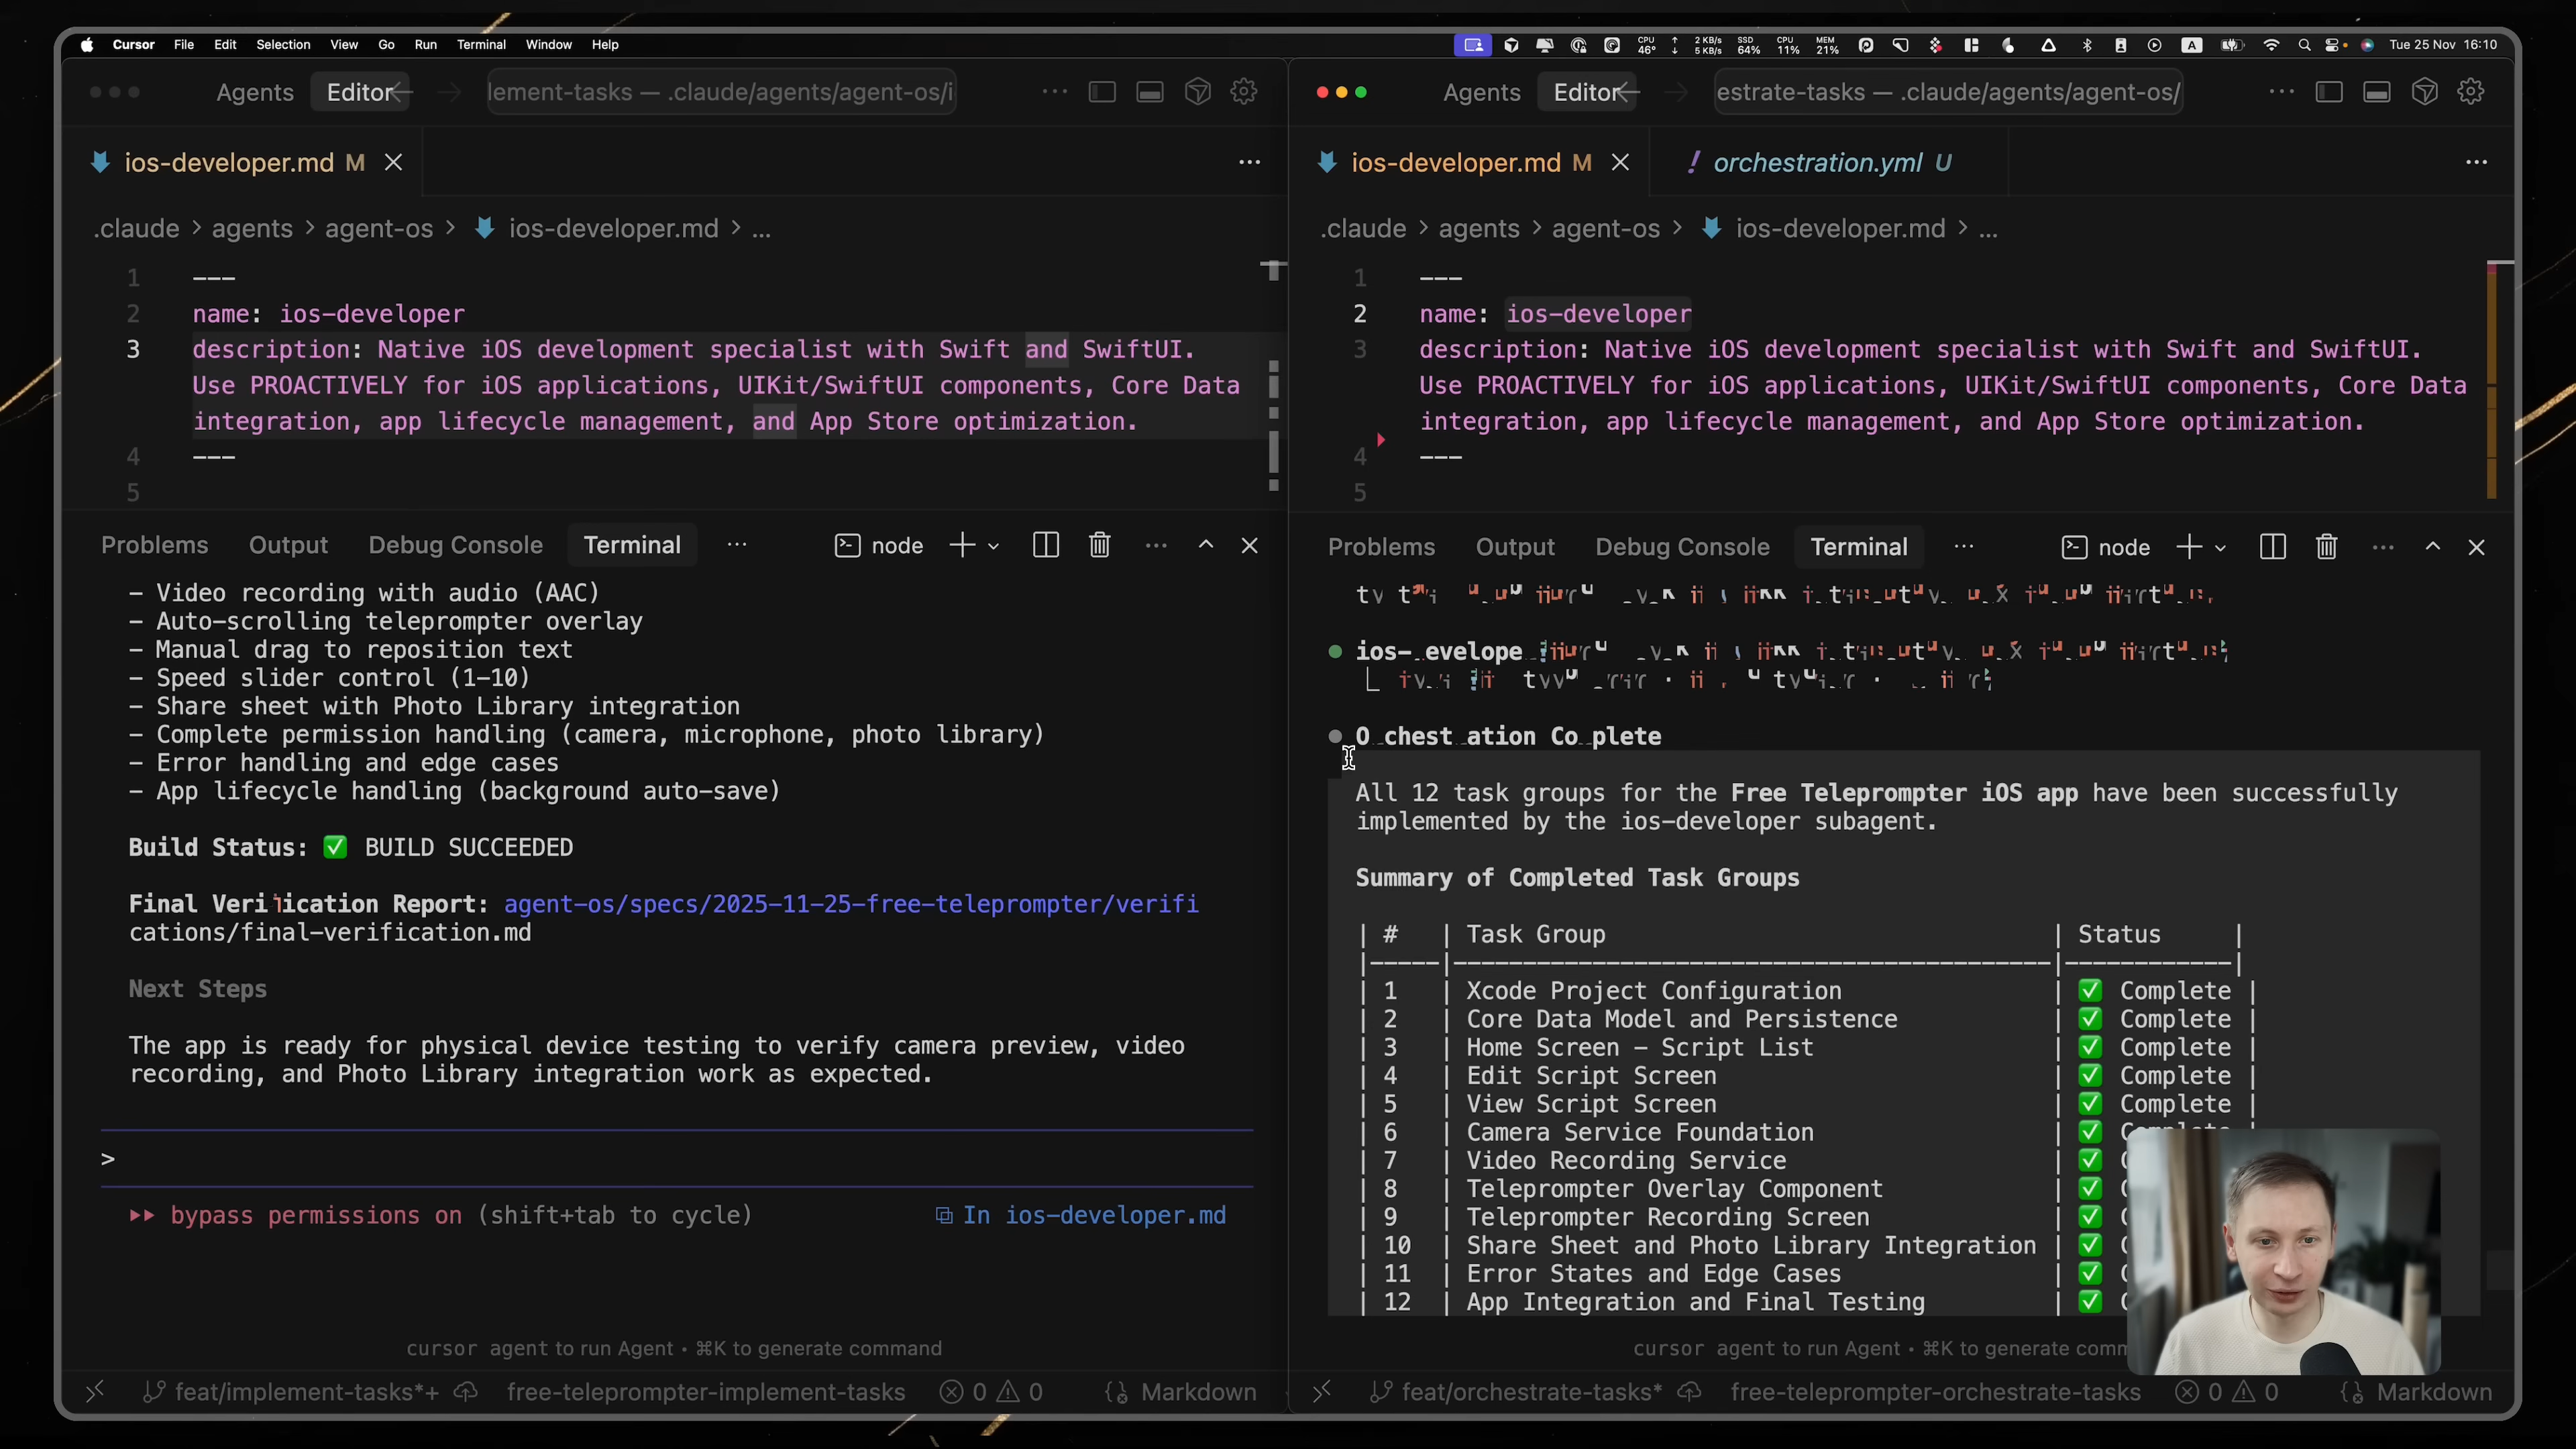 Cursor File Edit Selection View Go Run Terminal Window Help
CPU 46° 2 KB/s 5 KB/s SSD 64% CPU 11% MEM 21% A Tue 25 Nov 16:10
Agents Editor lement-tasks — .claude/agents/agent-os/i
ios-developer.md M
.claude > agents > agent-os > ios-developer.md > ...
1 ---
2 name: ios-developer
3 description: Native iOS development specialist with Swift and SwiftUI.
Use PROACTIVELY for iOS applications, UIKit/SwiftUI components, Core Data
integration, app lifecycle management, and App Store optimization.
4 ---
5
Problems Output Debug Console Terminal ... node
- Video recording with audio (AAC)
- Auto-scrolling teleprompter overlay
- Manual drag to reposition text
- Speed slider control (1-10)
- Share sheet with Photo Library integration
- Complete permission handling (camera, microphone, photo library)
- Error handling and edge cases
- App lifecycle handling (background auto-save)
Build Status: ✅ BUILD SUCCEEDED
Final Verification Report: agent-os/specs/2025-11-25-free-teleprompter/verifi
cations/final-verification.md
Next Steps
The app is ready for physical device testing to verify camera preview, video
recording, and Photo Library integration work as expected.
>
bypass permissions on (shift+tab to cycle) In ios-developer.md
cursor agent to run Agent • ⌘K to generate command
feat/implement-tasks*+ free-teleprompter-implement-tasks 0 0 Markdown
Agents Editor estrate-tasks — .claude/agents/agent-os/
ios-developer.md M ! orchestration.yml U
.claude > agents > agent-os > ios-developer.md > ...
1 ---
2 name: ios-developer
3 description: Native iOS development specialist with Swift and SwiftUI.
Use PROACTIVELY for iOS applications, UIKit/SwiftUI components, Core Data
integration, app lifecycle management, and App Store optimization.
4 ---
5
Problems Output Debug Console Terminal ... node
O chest ation Co plete
All 12 task groups for the Free Teleprompter iOS app have been successfully
implemented by the ios-developer subagent.
Summary of Completed Task Groups
| # | Task Group | Status |
| 1 | Xcode Project Configuration | ✅ Complete |
| 2 | Core Data Model and Persistence | ✅ Complete |
| 3 | Home Screen - Script List | ✅ Complete |
| 4 | Edit Script Screen | ✅ Complete |
| 5 | View Script Screen | ✅ Complete |
| 6 | Camera Service Foundation | ✅
| 7 | Video Recording Service | ✅
| 8 | Teleprompter Overlay Component | ✅
| 9 | Teleprompter Recording Screen | ✅
| 10 | Share Sheet and Photo Library Integration | ✅
| 11 | Error States and Edge Cases | ✅
| 12 | App Integration and Final Testing | ✅
cursor agent to run Agent • ⌘K to generate comm
feat/orchestrate-tasks* free-teleprompter-orchestrate-tasks 0 0 Markdown